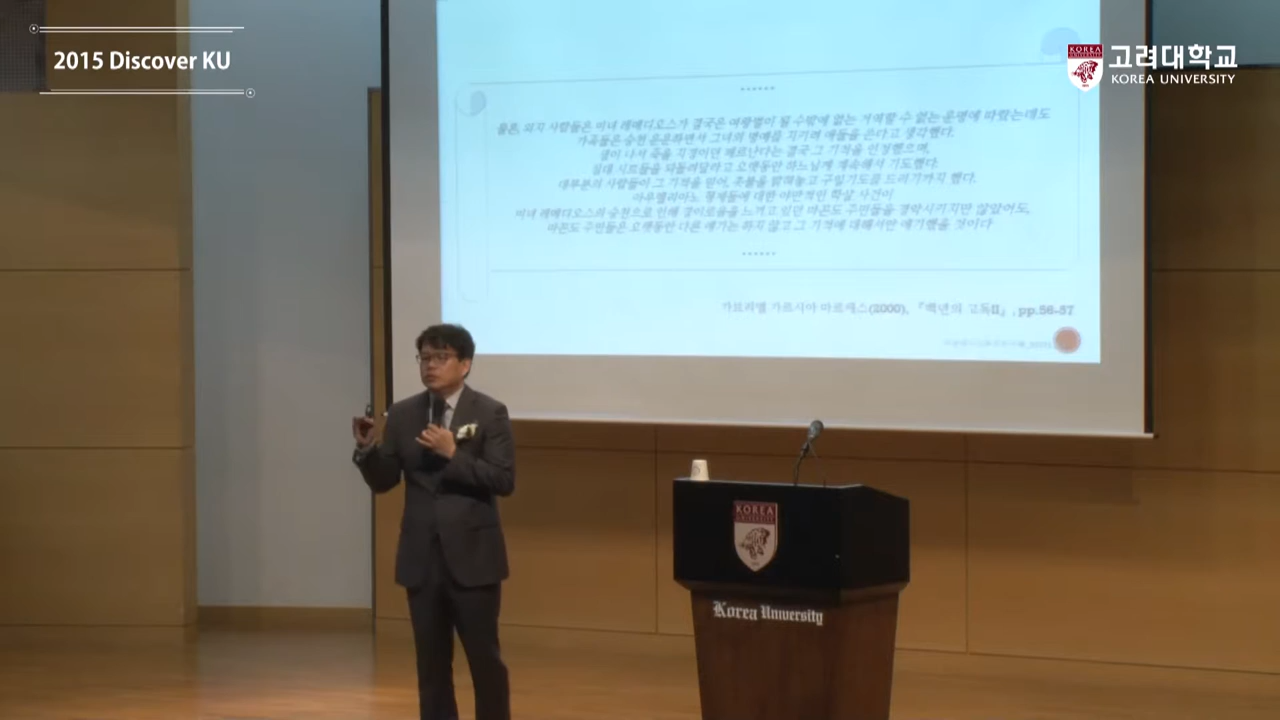 2015 Discover KU
KOREA
고려대학교
KOREA UNIVERSITY
물론, 외지 사람들은 미녀 레메디오스가 결국은 여왕벌이 될 수밖에 없는 거역할 수 없는 운명에 따랐는데도
가족들은 승천 운운하면서 그녀의 명예를 지키려 애들을 쓴다고 생각했다.
샘이 나서 죽을 지경이던 페르난다는 결국 그 기적을 인정했으며,
침대 시트들을 되돌려달라고 오랫동안 하느님께 계속해서 기도했다.
대부분의 사람들이 그 기적을 믿어, 촛불을 밝혀놓고 구일기도를 드리기까지 했다.
아우렐리아노 형제들에 대한 야만적인 학살 사건이
미녀 레메디오스의 승천으로 인해 경이로움을 느끼고 있던 마콘도 주민들을 경악시키지만 않았어도,
마콘도 주민들은 오랫동안 다른 얘기는 하지 않고 그 기적에 대해서만 얘기했을 것이다
가브리엘 가르시아 마르케스(2000), 『백년의 고독II』, pp.56-57
KOREA
Korea University